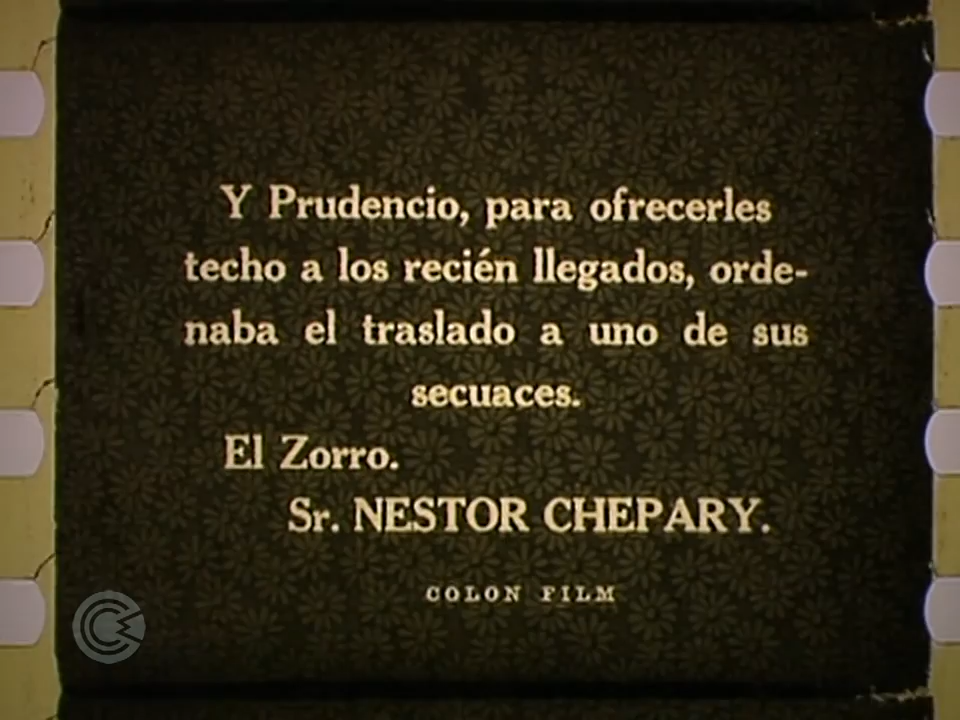 Y Prudencio, para ofrecerles
techo a los recién llegados, orde-
naba el traslado a uno de sus
secuaces.
El Zorro.
Sr. NESTOR CHEPARY.
COLON FILM